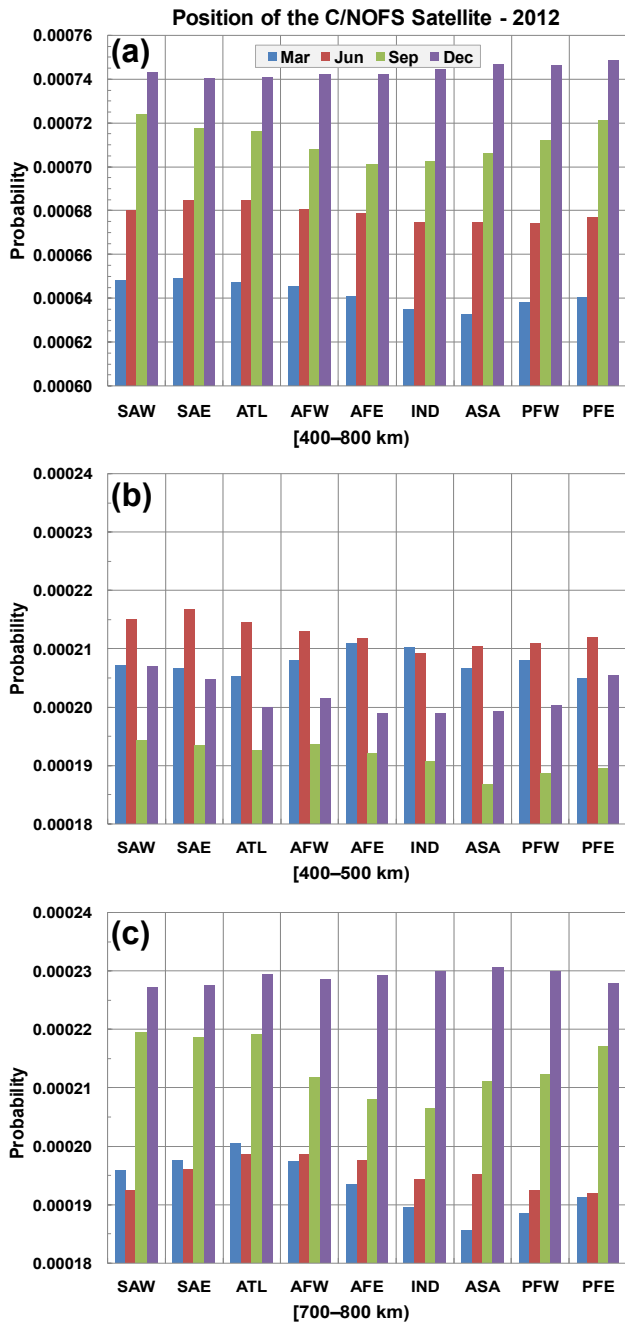 Position of the C/NOFS Satellite - 2012
(a)
Mar Jun Sep Dec
Probability
0.00076
0.00074
0.00072
0.00070
0.00068
0.00066
0.00064
0.00062
0.00060
SAW SAE ATL AFW AFE IND ASA PFW PFE
[400–800 km)
(b)
Probability
0.00024
0.00023
0.00022
0.00021
0.00020
0.00019
0.00018
SAW SAE ATL AFW AFE IND ASA PFW PFE
[400–500 km)
(c)
Probability
0.00024
0.00023
0.00022
0.00021
0.00020
0.00019
0.00018
SAW SAE ATL AFW AFE IND ASA PFW PFE
[700–800 km)